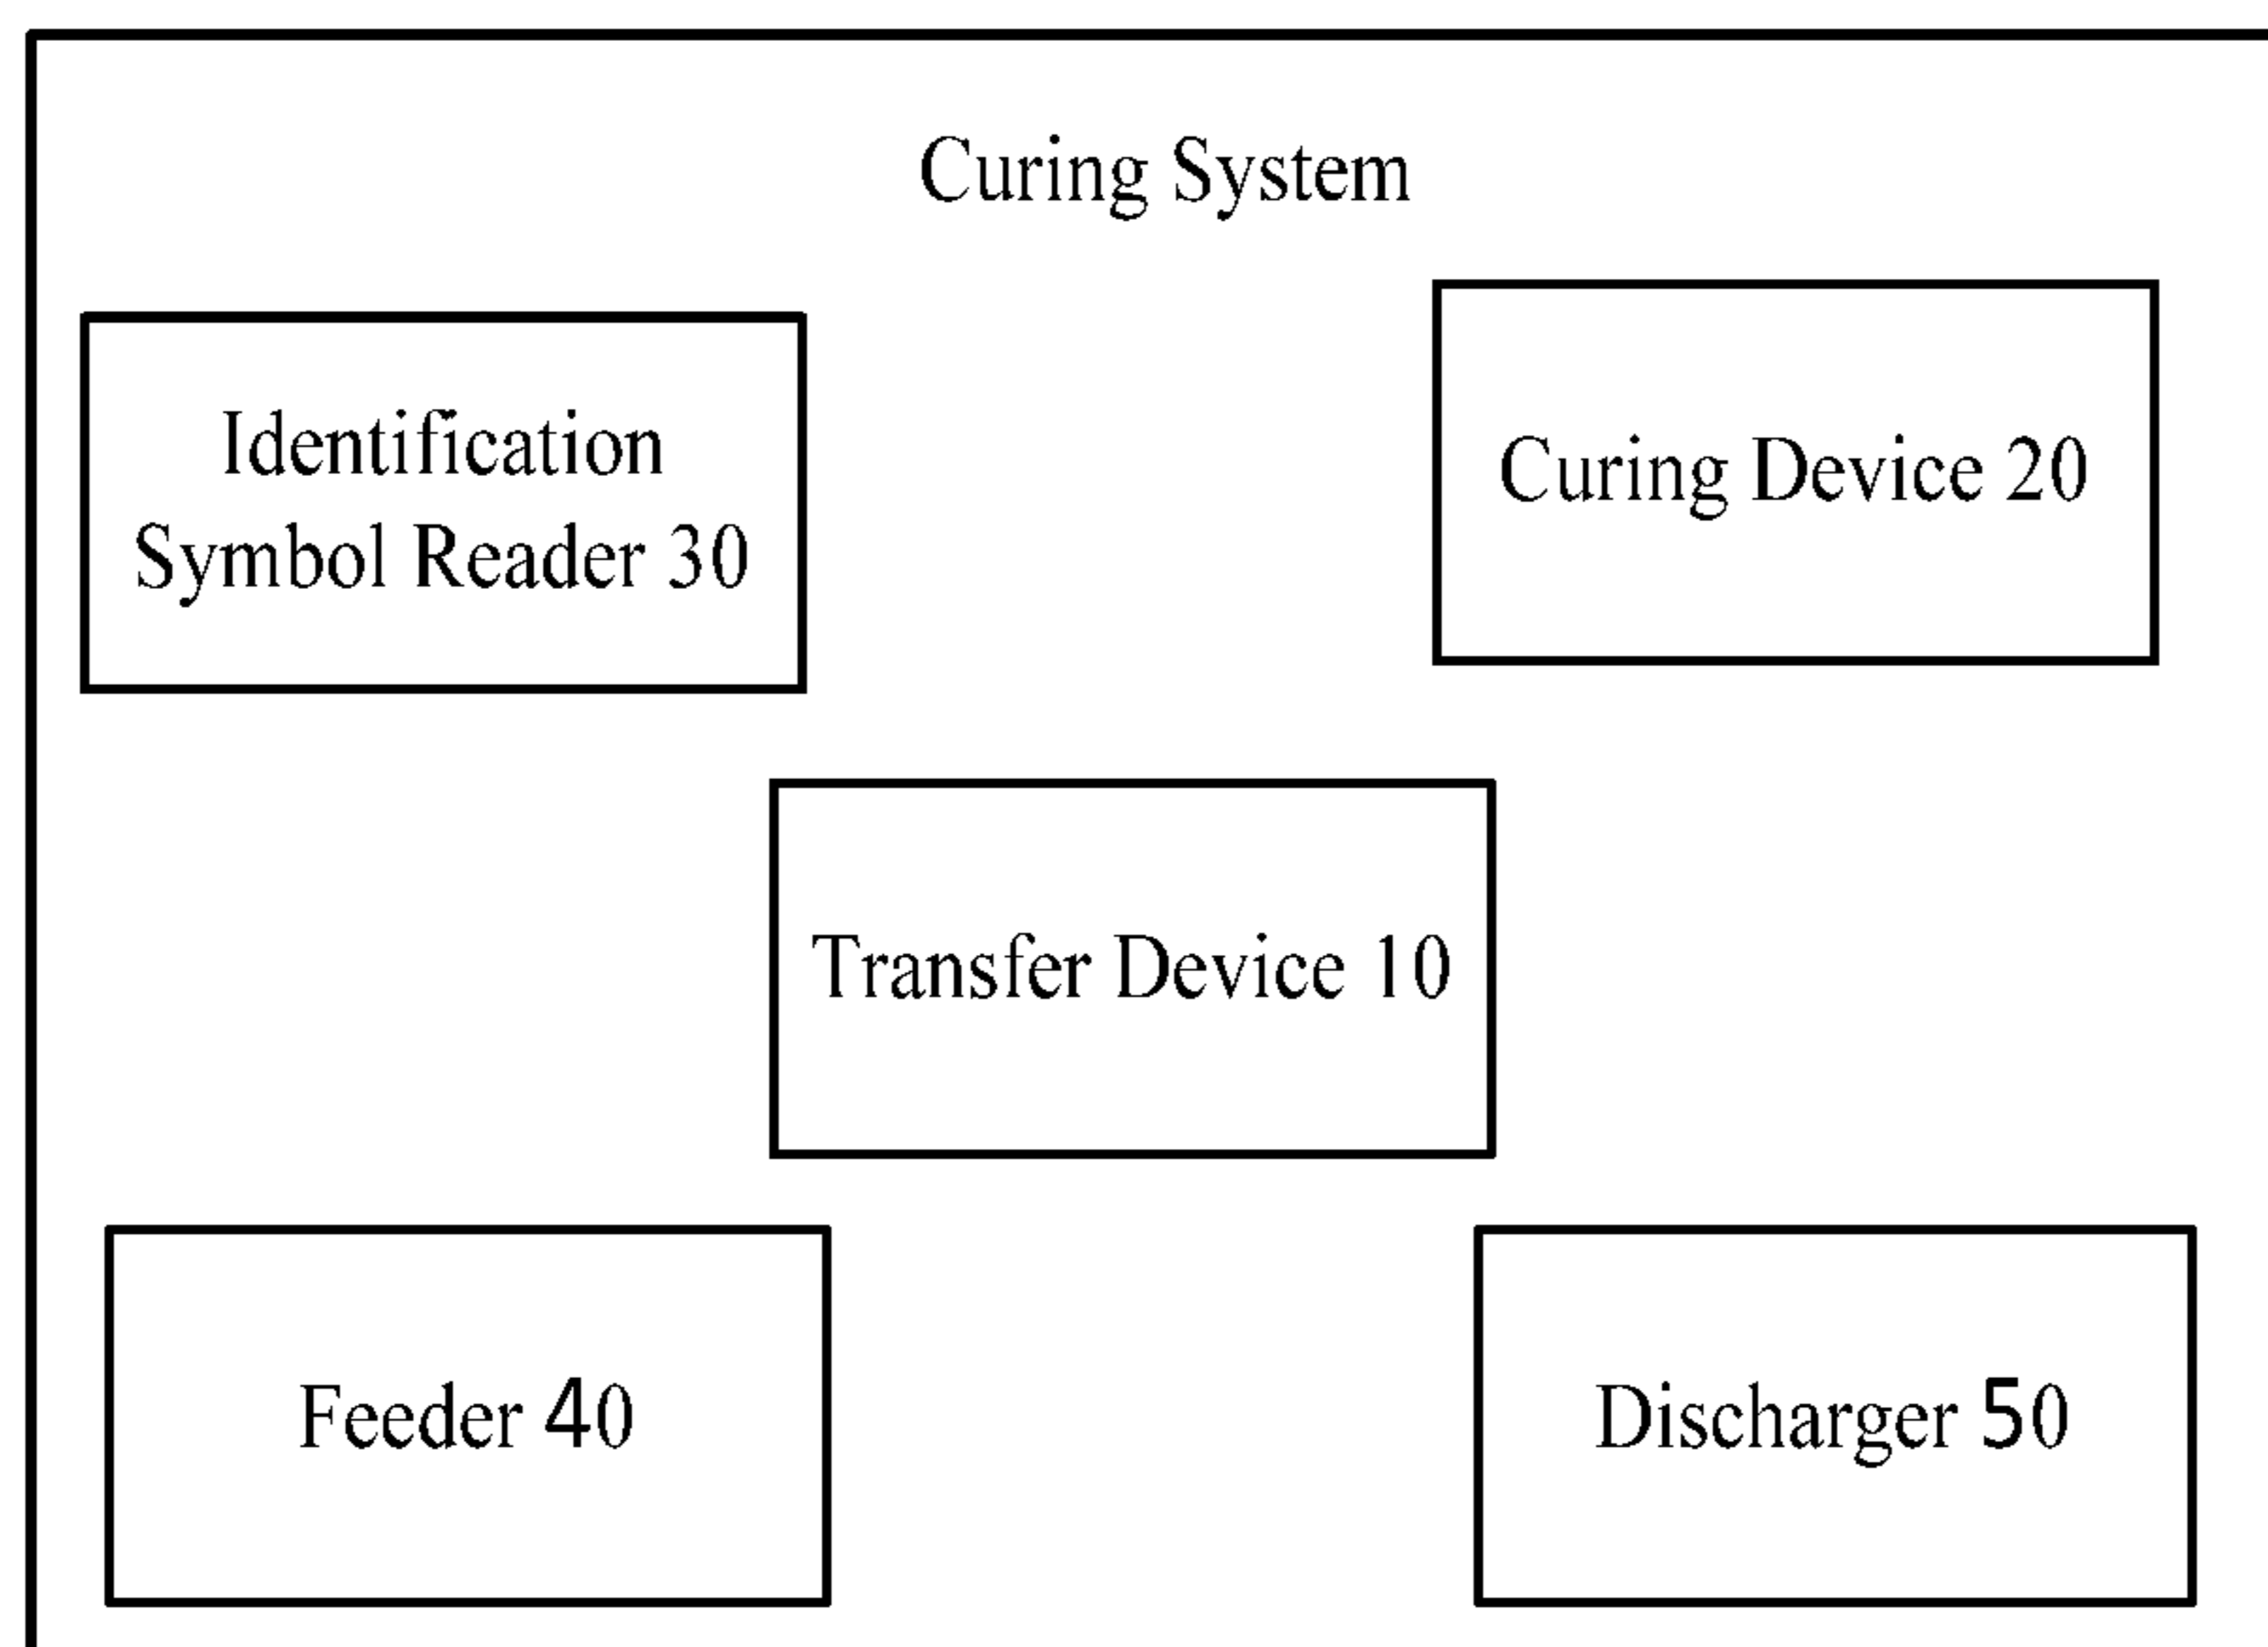 Curing System
Identification
Symbol Reader 30
Curing Device 20
Transfer Device 10
Feeder 40
Discharger 50